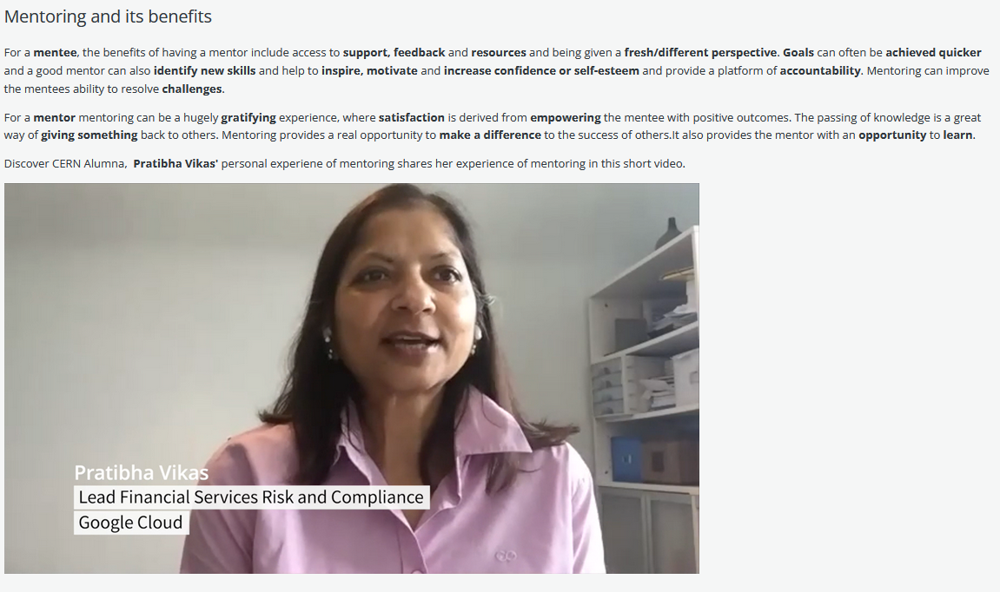 Mentoring and its benefits
For a mentee, the benefits of having a mentor include access to support, feedback and resources and being given a fresh/different perspective. Goals can often be achieved quicker
and a good mentor can also identify new skills and help to inspire, motivate and increase confidence or self-esteem and provide a platform of accountability. Mentoring can improve
the mentees ability to resolve challenges.
For a mentor mentoring can be a hugely gratifying experience, where satisfaction is derived from empowering the mentee with positive outcomes. The passing of knowledge is a great
way of giving something back to others. Mentoring provides a real opportunity to make a difference to the success of others.It also provides the mentor with an opportunity to learn.
Discover CERN Alumna,  Pratibha Vikas' personal experiene of mentoring shares her experience of mentoring in this short video.
Pratibha Vikas
Lead Financial Services Risk and Compliance
Google Cloud